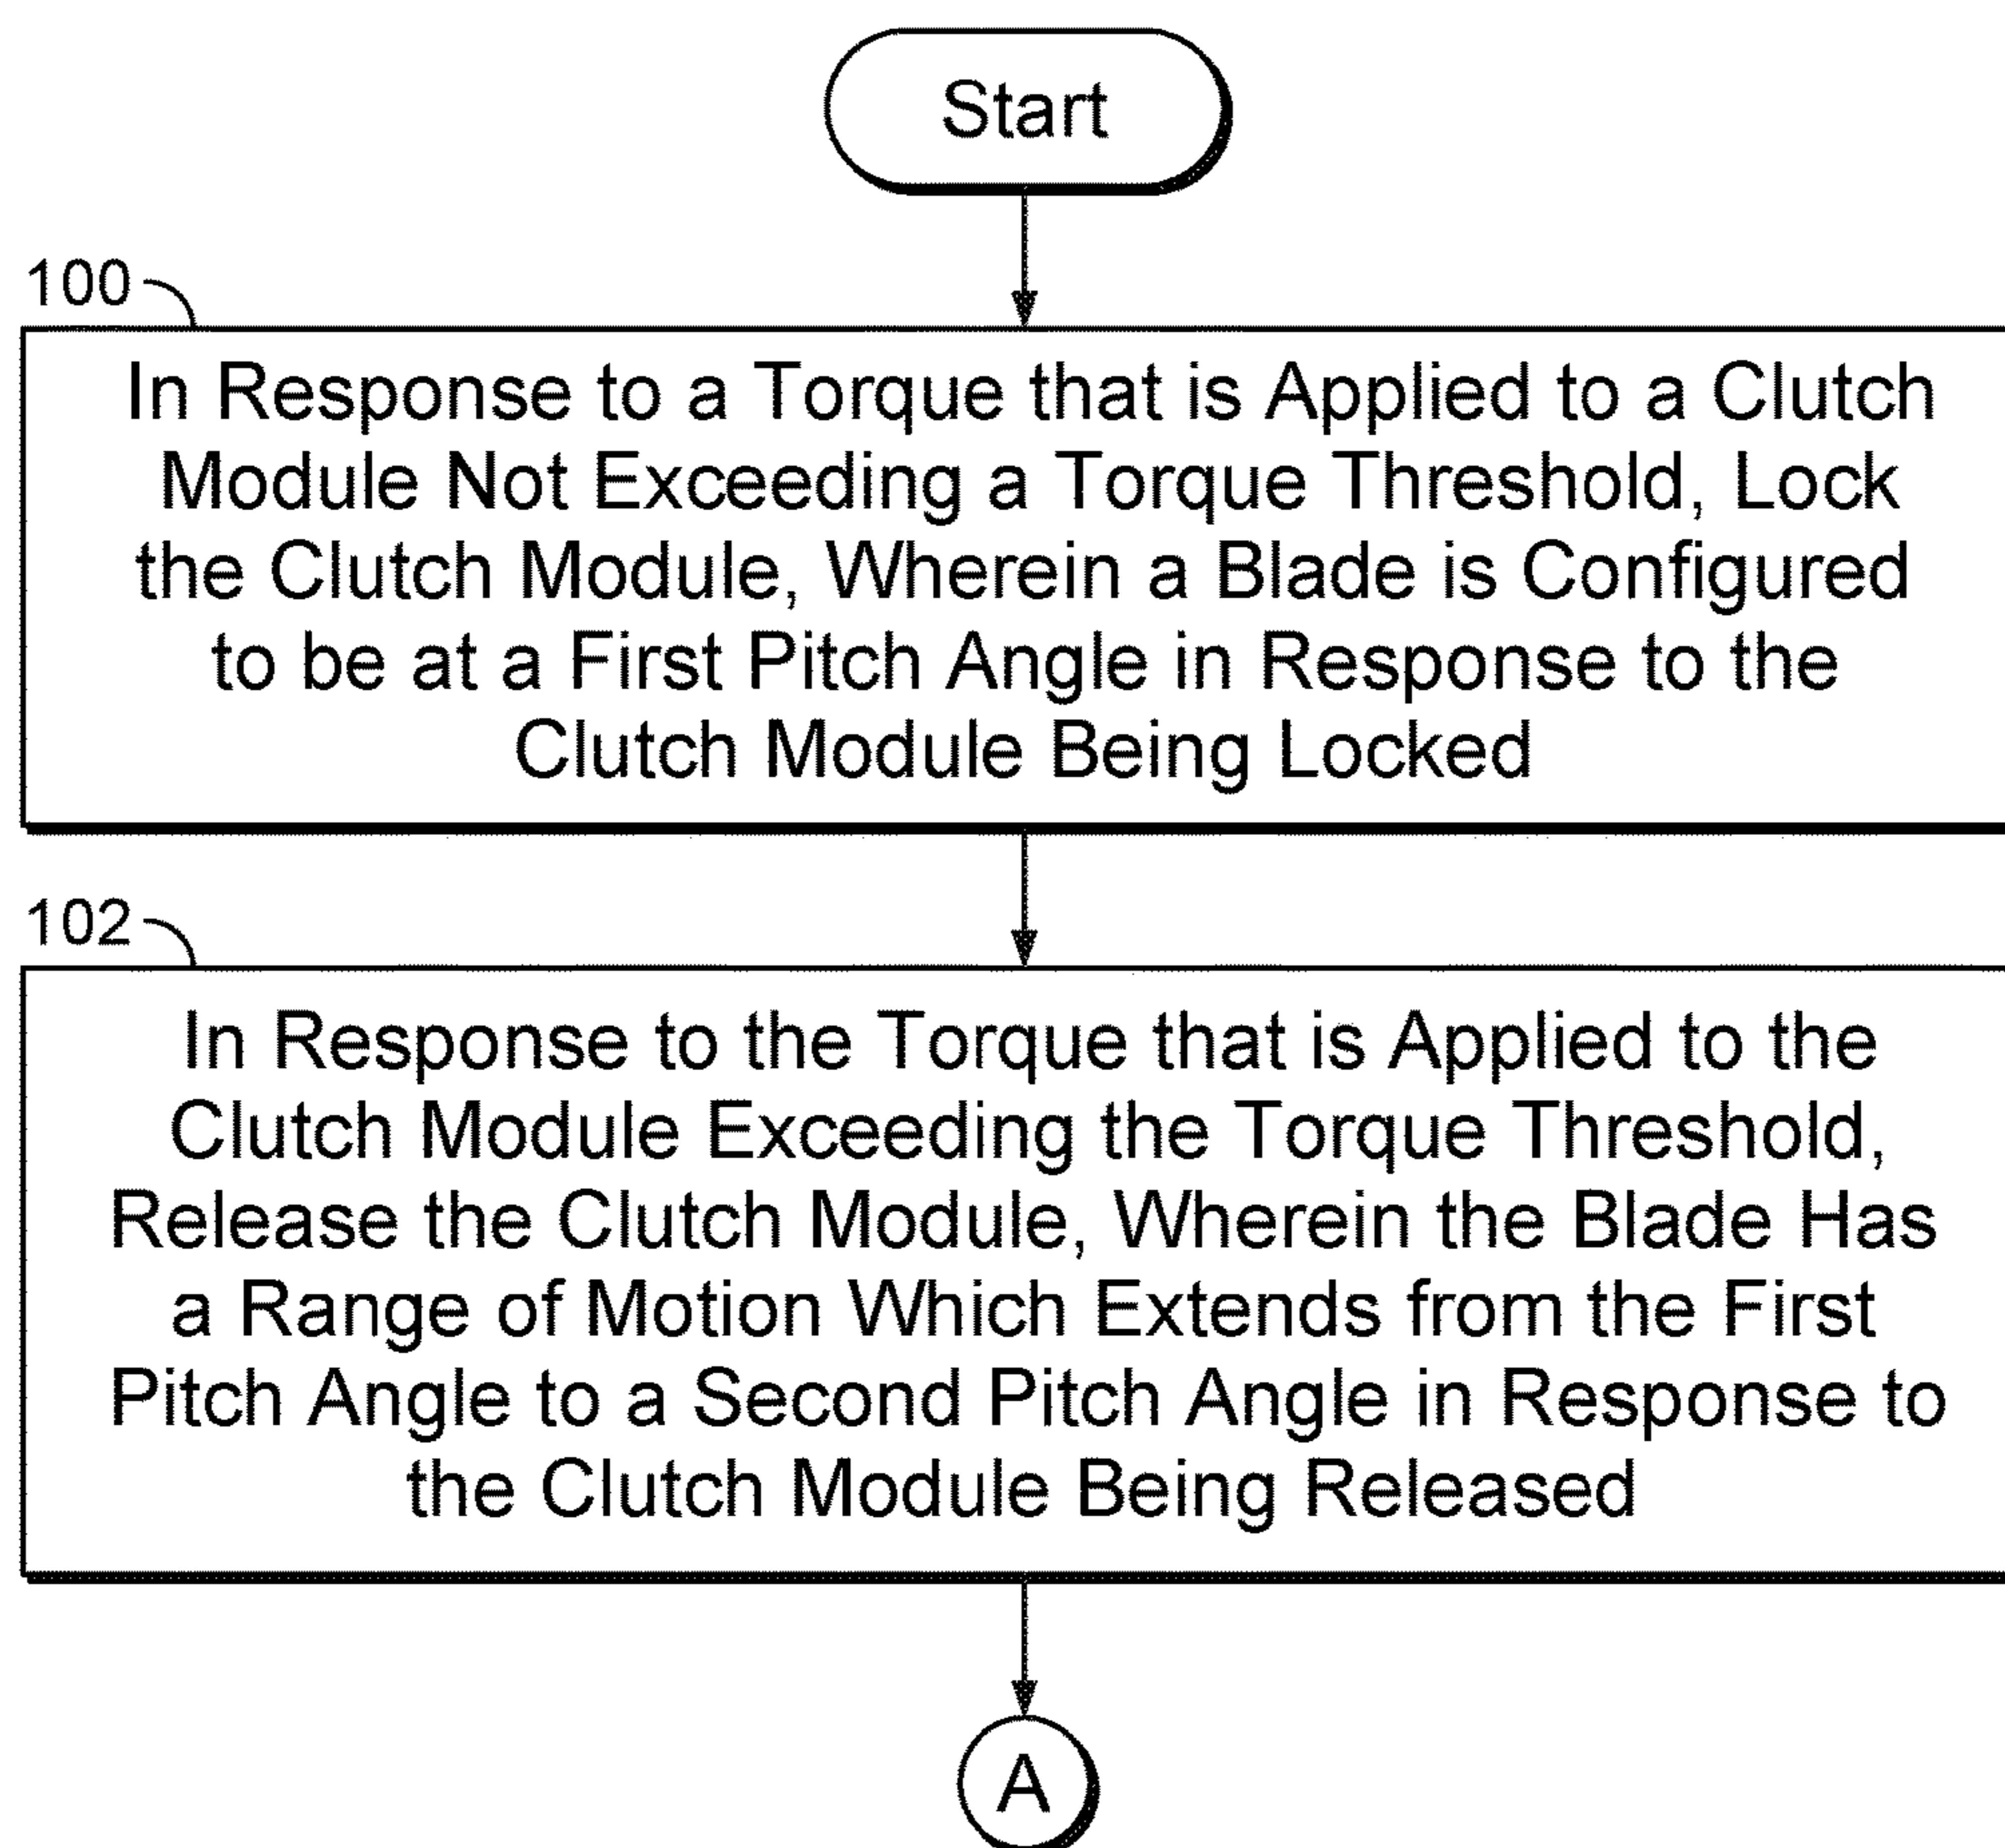 Start
100
In Response to a Torque that is Applied to a Clutch
Module Not Exceeding a Torque Threshold, Lock
the Clutch Module, Wherein a Blade is Configured
to be at a First Pitch Angle in Response to the
Clutch Module Being Locked
102
In Response to the Torque that is Applied to the
Clutch Module Exceeding the Torque Threshold,
Release the Clutch Module, Wherein the Blade Has
a Range of Motion Which Extends from the First
Pitch Angle to a Second Pitch Angle in Response to
the Clutch Module Being Released
A